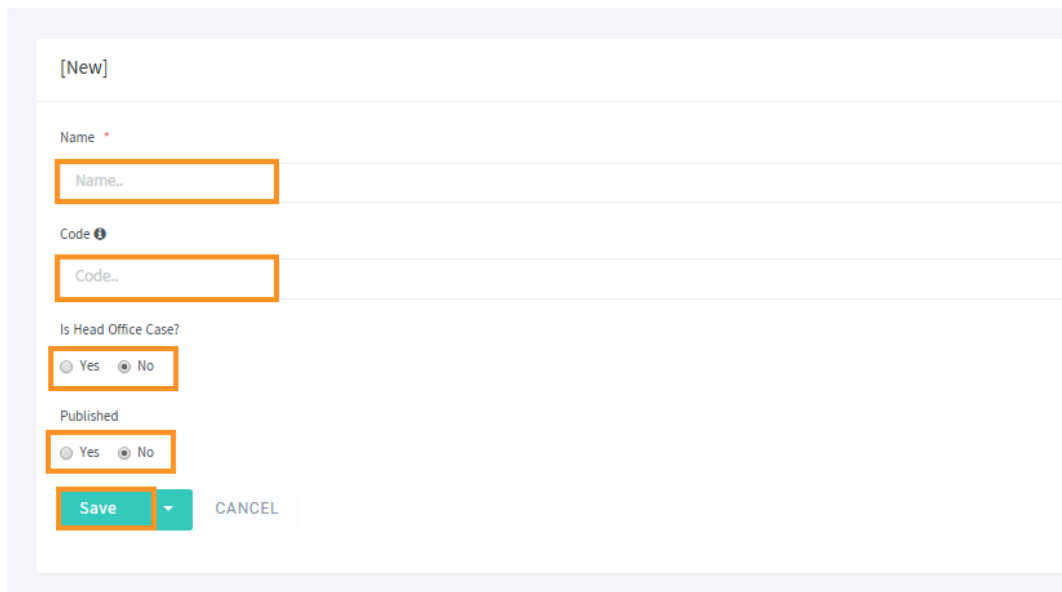 [New]
Name *
Name..
Code
Code..
Is Head Office Case?
Yes No
Published
Yes No
Save CANCEL